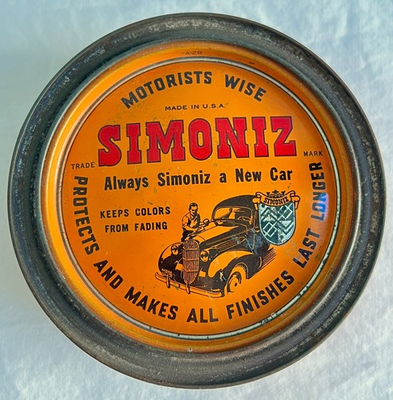 MOTORISTS WISE
MADE IN U.S.A.
SIMONIZ
TRADE MARK
Always Simoniz a New Car
KEEPS COLORS
FROM FADING
SIMONIZ
PROTECTS AND MAKES ALL FINISHES LAST LONGER